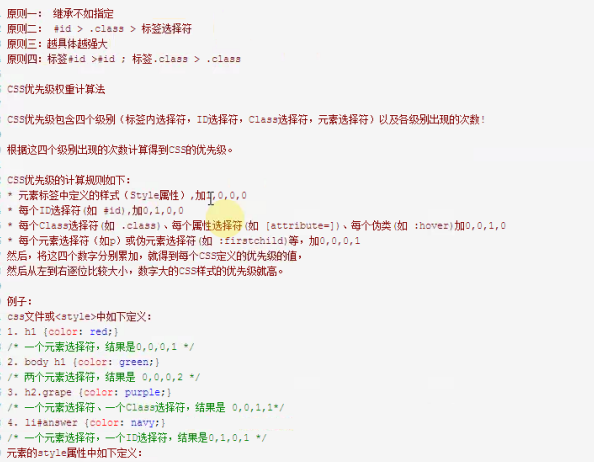 原则一: 继承不如指定
原则二: #id > .class > 标签选择符
原则三:越具体越强大
原则四:标签#id >#id ; 标签.class > .class
CSS优先级权重计算法
CSS优先级包含四个级别(标签内选择符,ID选择符,Class选择符,元素选择符)以及各级别出现的次数!
根据这四个级别出现的次数计算得到CSS的优先级。
CSS优先级的计算规则如下:
* 元素标签中定义的样式(Style属性),加1,0,0,0
* 每个ID选择符(如 #id),加0,1,0,0
* 每个Class选择符(如 .class)、每个属性选择符(如 [attribute=])、每个伪类(如 :hover)加0,0,1,0
* 每个元素选择符(如p)或伪元素选择符(如 :firstchild)等,加0,0,0,1
然后,将这四个数字分别累加,就得到每个CSS定义的优先级的值,
然后从左到右逐位比较大小,数字大的CSS样式的优先级就高。
例子:
css文件或<style>中如下定义:
1. h1 {color: red;}
/* 一个元素选择符,结果是0,0,0,1 */
2. body h1 {color: green;}
/* 两个元素选择符,结果是 0,0,0,2 */
3. h2.grape {color: purple;}
/* 一个元素选择符、一个Class选择符,结果是 0,0,1,1*/
4. li#answer {color: navy;}
/* 一个元素选择符,一个ID选择符,结果是0,1,0,1 */
元素的style属性中如下定义: